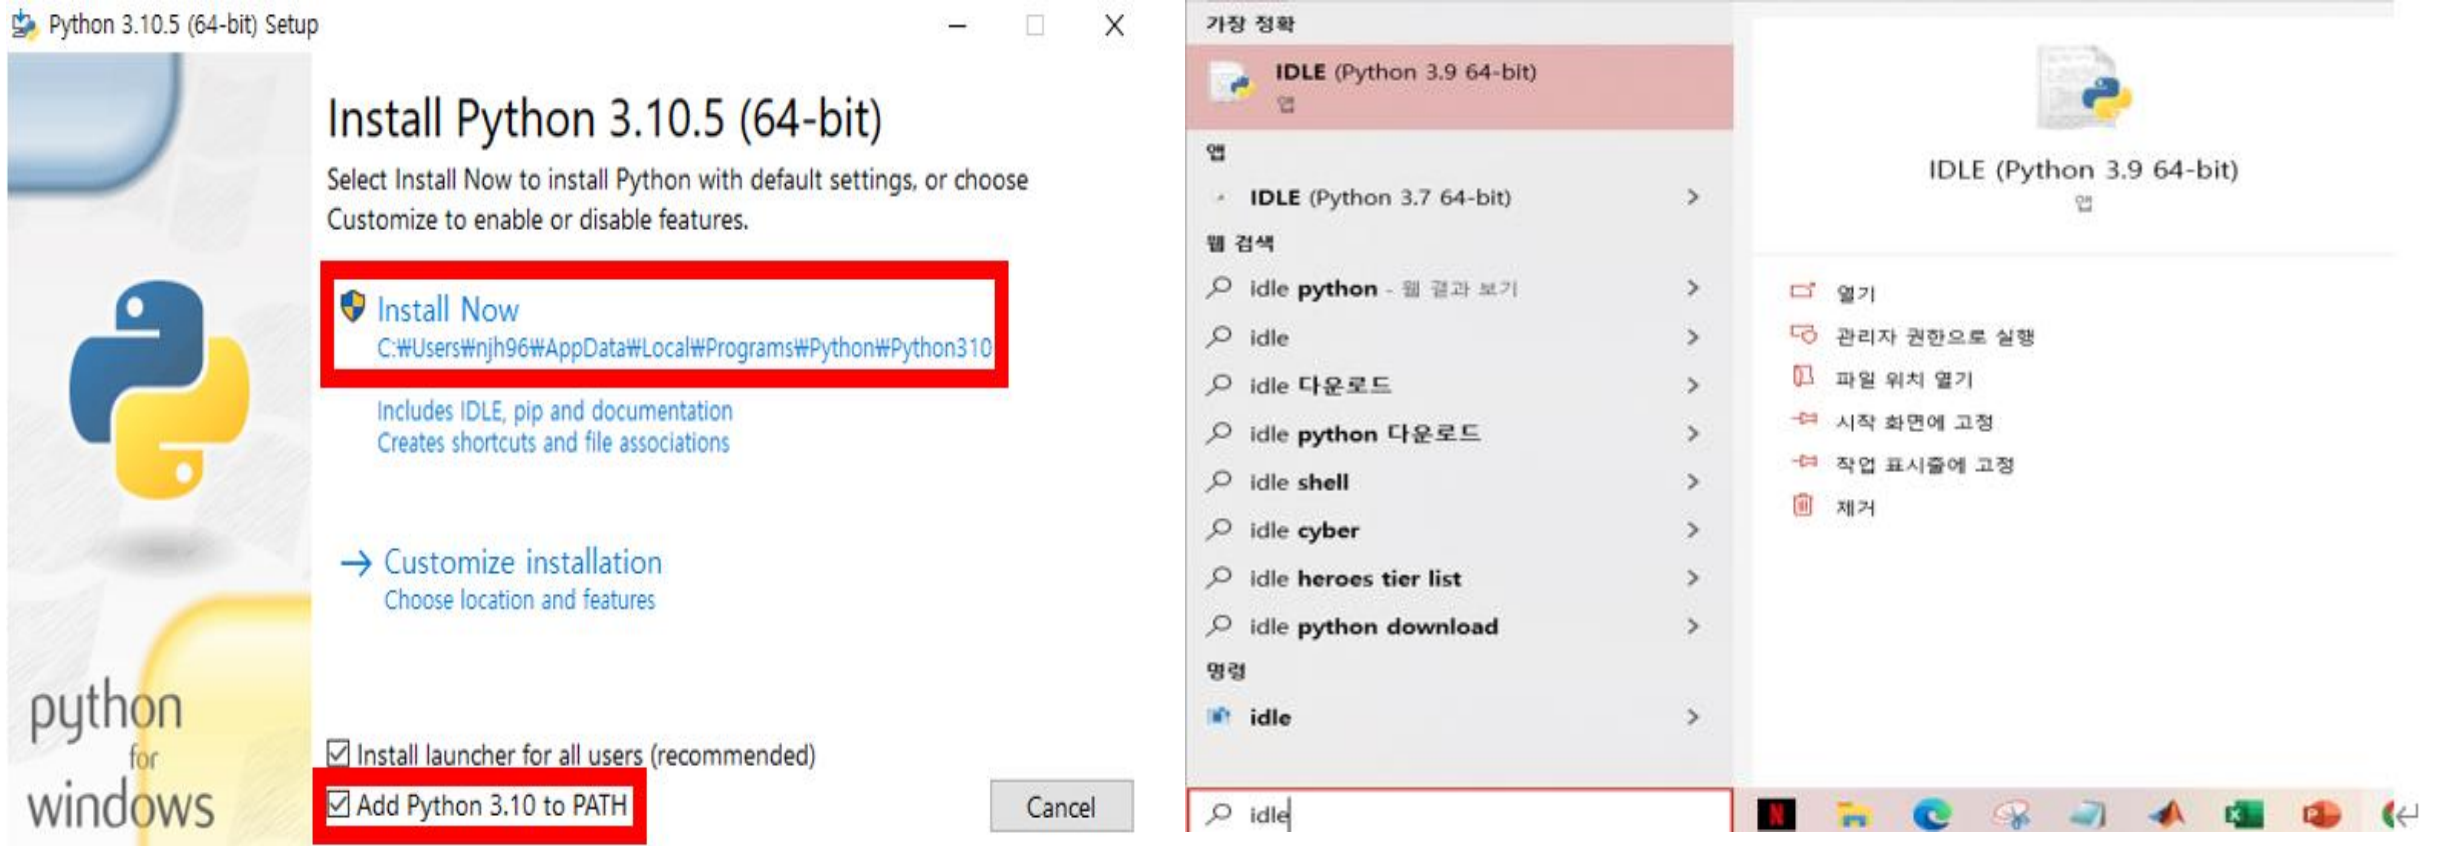 Python 3.10.5 (64-bit) Setup
Install Python 3.10.5 (64-bit)
Select Install Now to install Python with default settings, or choose
Customize to enable or disable features.
Install Now
C:₩Users₩njh96₩AppData₩Local₩Programs₩Python₩Python310
Includes IDLE, pip and documentation
Creates shortcuts and file associations
Customize installation
Choose location and features
Install launcher for all users (recommended)
Add Python 3.10 to PATH
Cancel
python
for
windows
가장 정확
IDLE (Python 3.9 64-bit)
앱
앱
IDLE (Python 3.7 64-bit)
웹 검색
idle python - 웹 결과 보기
idle
idle 다운로드
idle python 다운로드
idle shell
idle cyber
idle heroes tier list
idle python download
명령
idle
idle
IDLE (Python 3.9 64-bit)
앱
열기
관리자 권한으로 실행
파일 위치 열기
시작 화면에 고정
작업 표시줄에 고정
제거